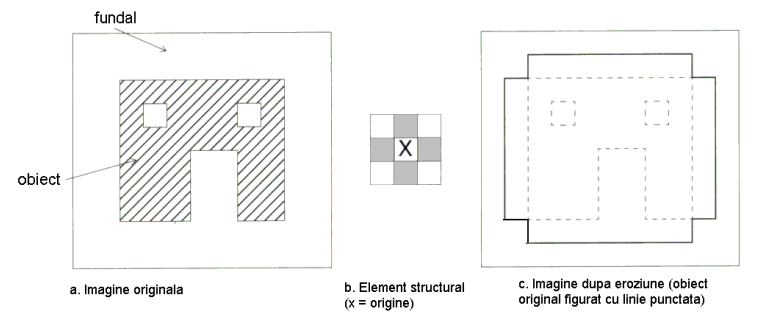 fundal
X
obiect
a. Imagine originala
b. Element structural
(x = origine)
c. Imagine dupa eroziune (obiect
original figurat cu linie punctata)